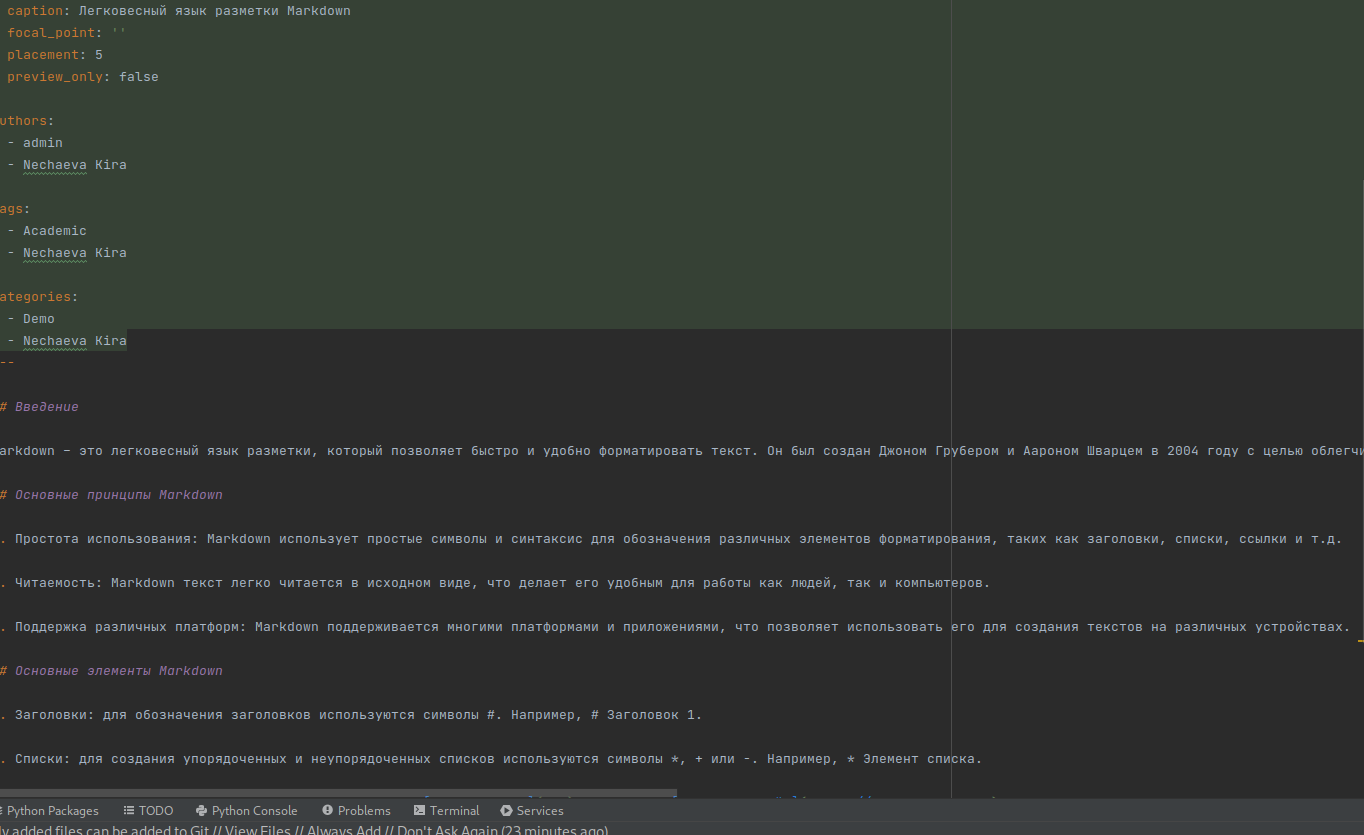 caption: Легковесный язык разметки Markdown
focal_point: ''
placement: 5
preview_only: false
uthors:
- admin
- Nechaeva Kira
ags:
- Academic
- Nechaeva Kira
ategories:
- Demo
- Nechaeva Kira
--
# Введение
arkdown – это легковесный язык разметки, который позволяет быстро и удобно форматировать текст. Он был создан Джоном Грубером и Аароном Шварцем в 2004 году с целью облегчи
# Основные принципы Markdown
. Простота использования: Markdown использует простые символы и синтаксис для обозначения различных элементов форматирования, таких как заголовки, списки, ссылки и т.д.
. Читаемость: Markdown текст легко читается в исходном виде, что делает его удобным для работы как людей, так и компьютеров.
. Поддержка различных платформ: Markdown поддерживается многими платформами и приложениями, что позволяет использовать его для создания текстов на различных устройствах.
# Основные элементы Markdown
. Заголовки: для обозначения заголовков используются символы #. Например, # Заголовок 1.
. Списки: для создания упорядоченных и неупорядоченных списков используются символы *, + или -. Например, * Элемент списка.
Python Packages TODO Python Console Problems Terminal Services
ly added files can be added to Git // View Files // Always Add // Don't Ask Again (23 minutes ago)